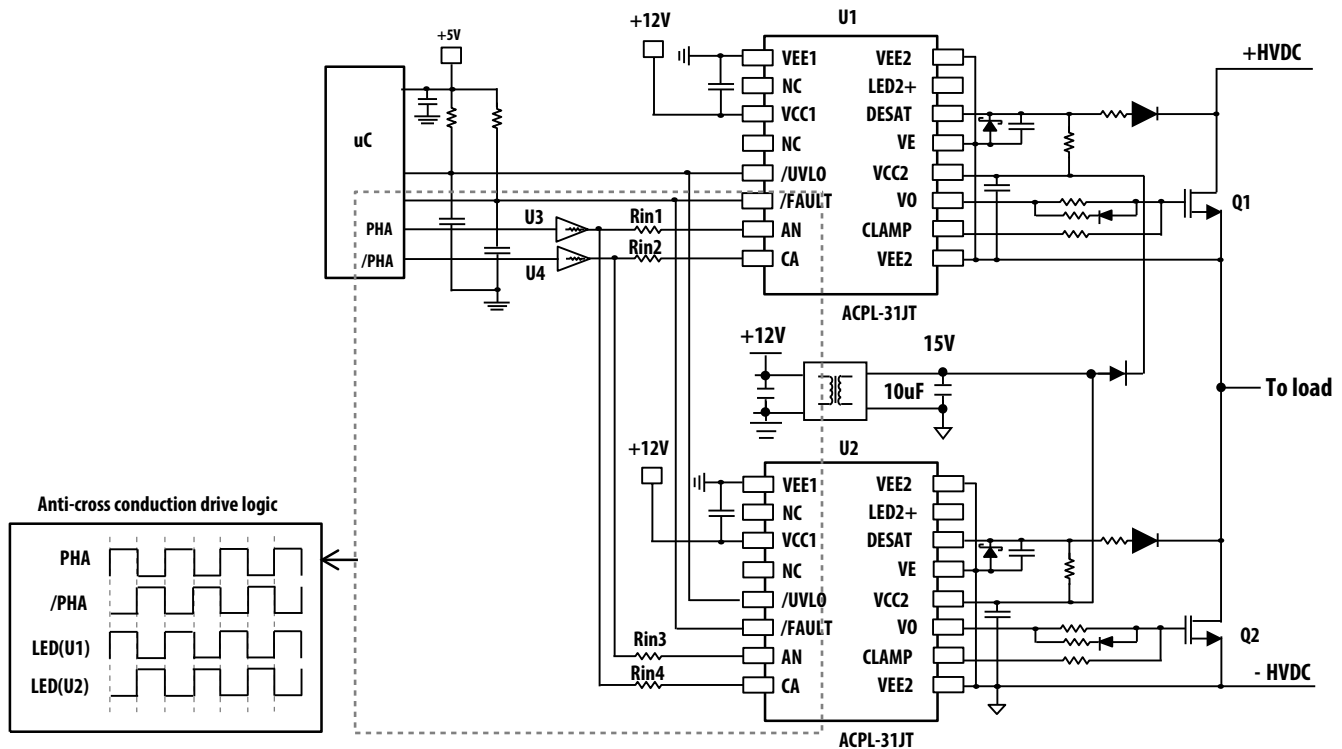 +5V
+12V
U1
uC
VEE1
NC
VCC1
NC
/UVLO
/FAULT
AN
CA
VEE2
LED2+
DESAT
VE
VCC2
VO
CLAMP
VEE2
+HVDC
Q1
PHA
/PHA
U3
U4
Rin1
Rin2
ACPL-31JT
+12V
15V
10uF
To load
+12V
U2
VEE1
NC
VCC1
NC
/UVLO
/FAULT
AN
CA
VEE2
LED2+
DESAT
VE
VCC2
VO
CLAMP
VEE2
Q2
- HVDC
Rin3
Rin4
ACPL-31JT
Anti-cross conduction drive logic
PHA
/PHA
LED(U1)
LED(U2)